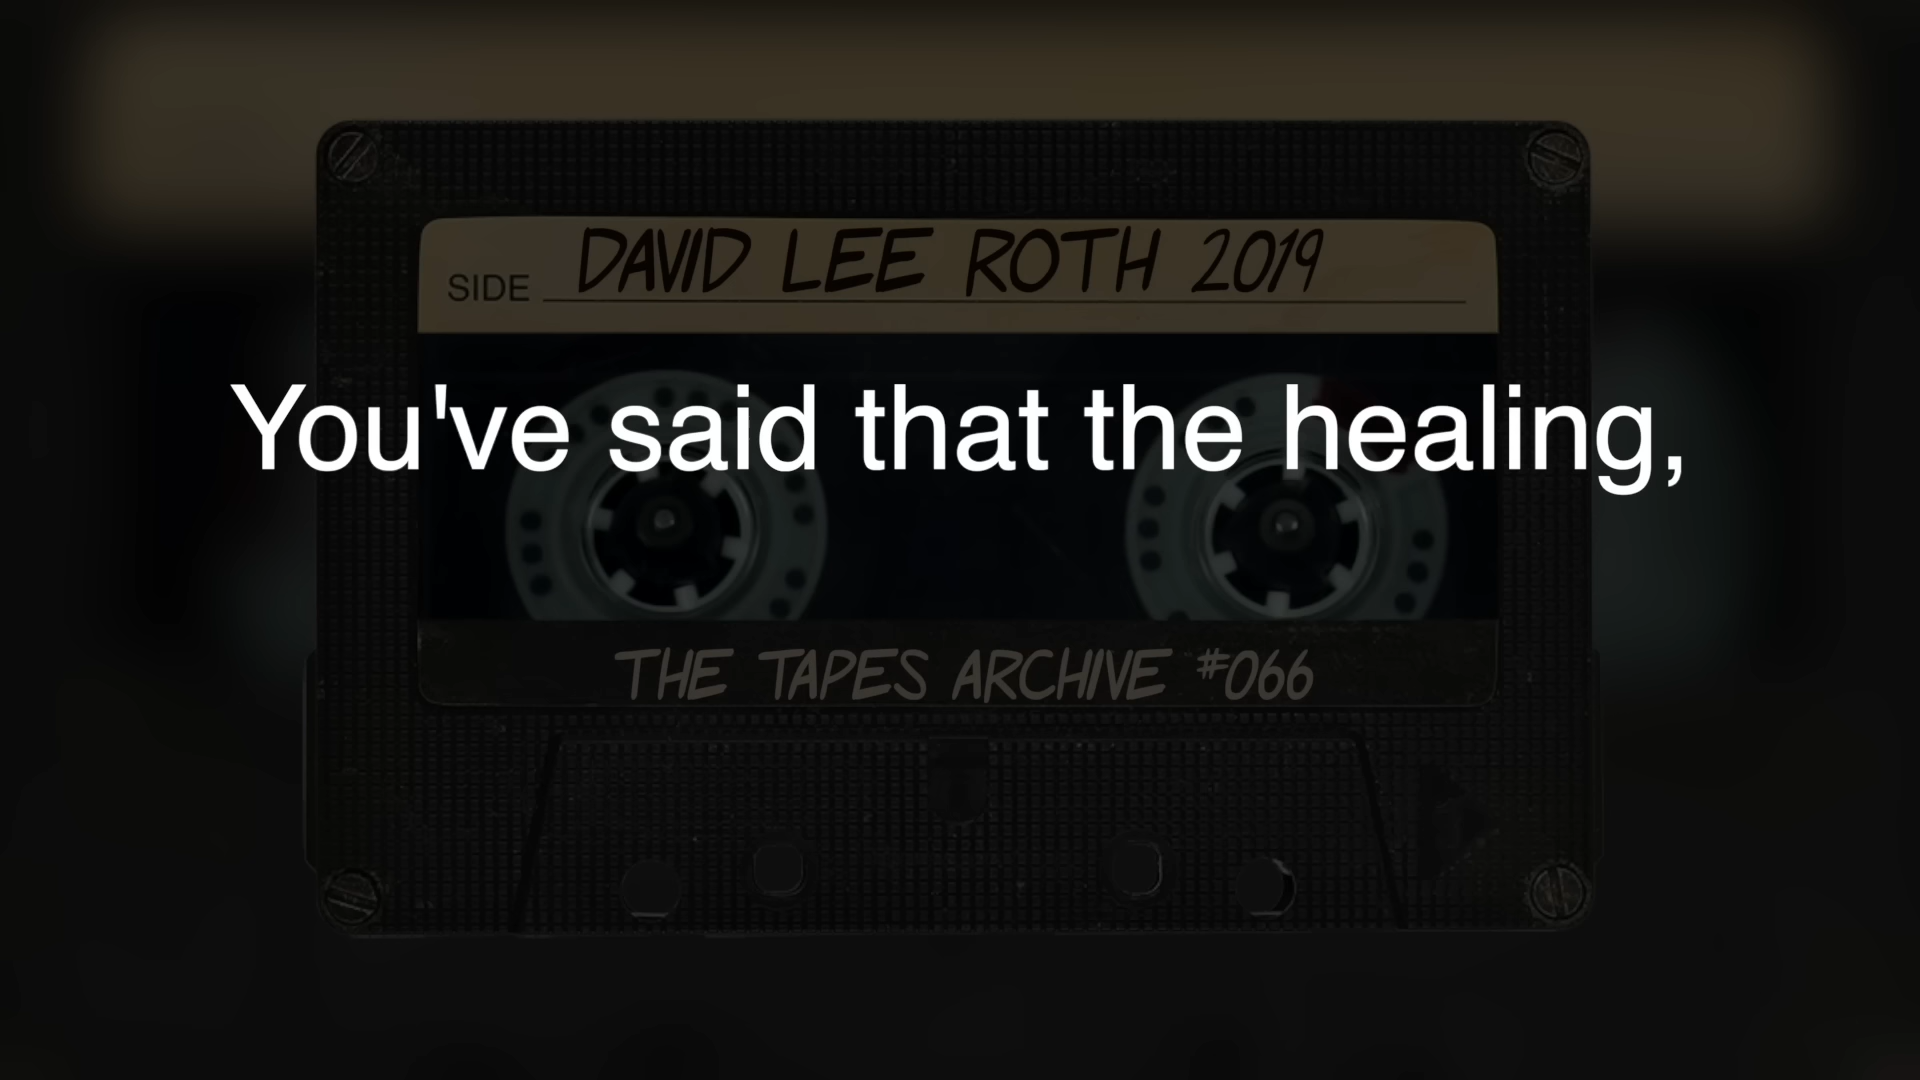 DAVID LEE ROTH 2019
SIDE
You've said that the healing,
THE TAPES ARCHIVE #066